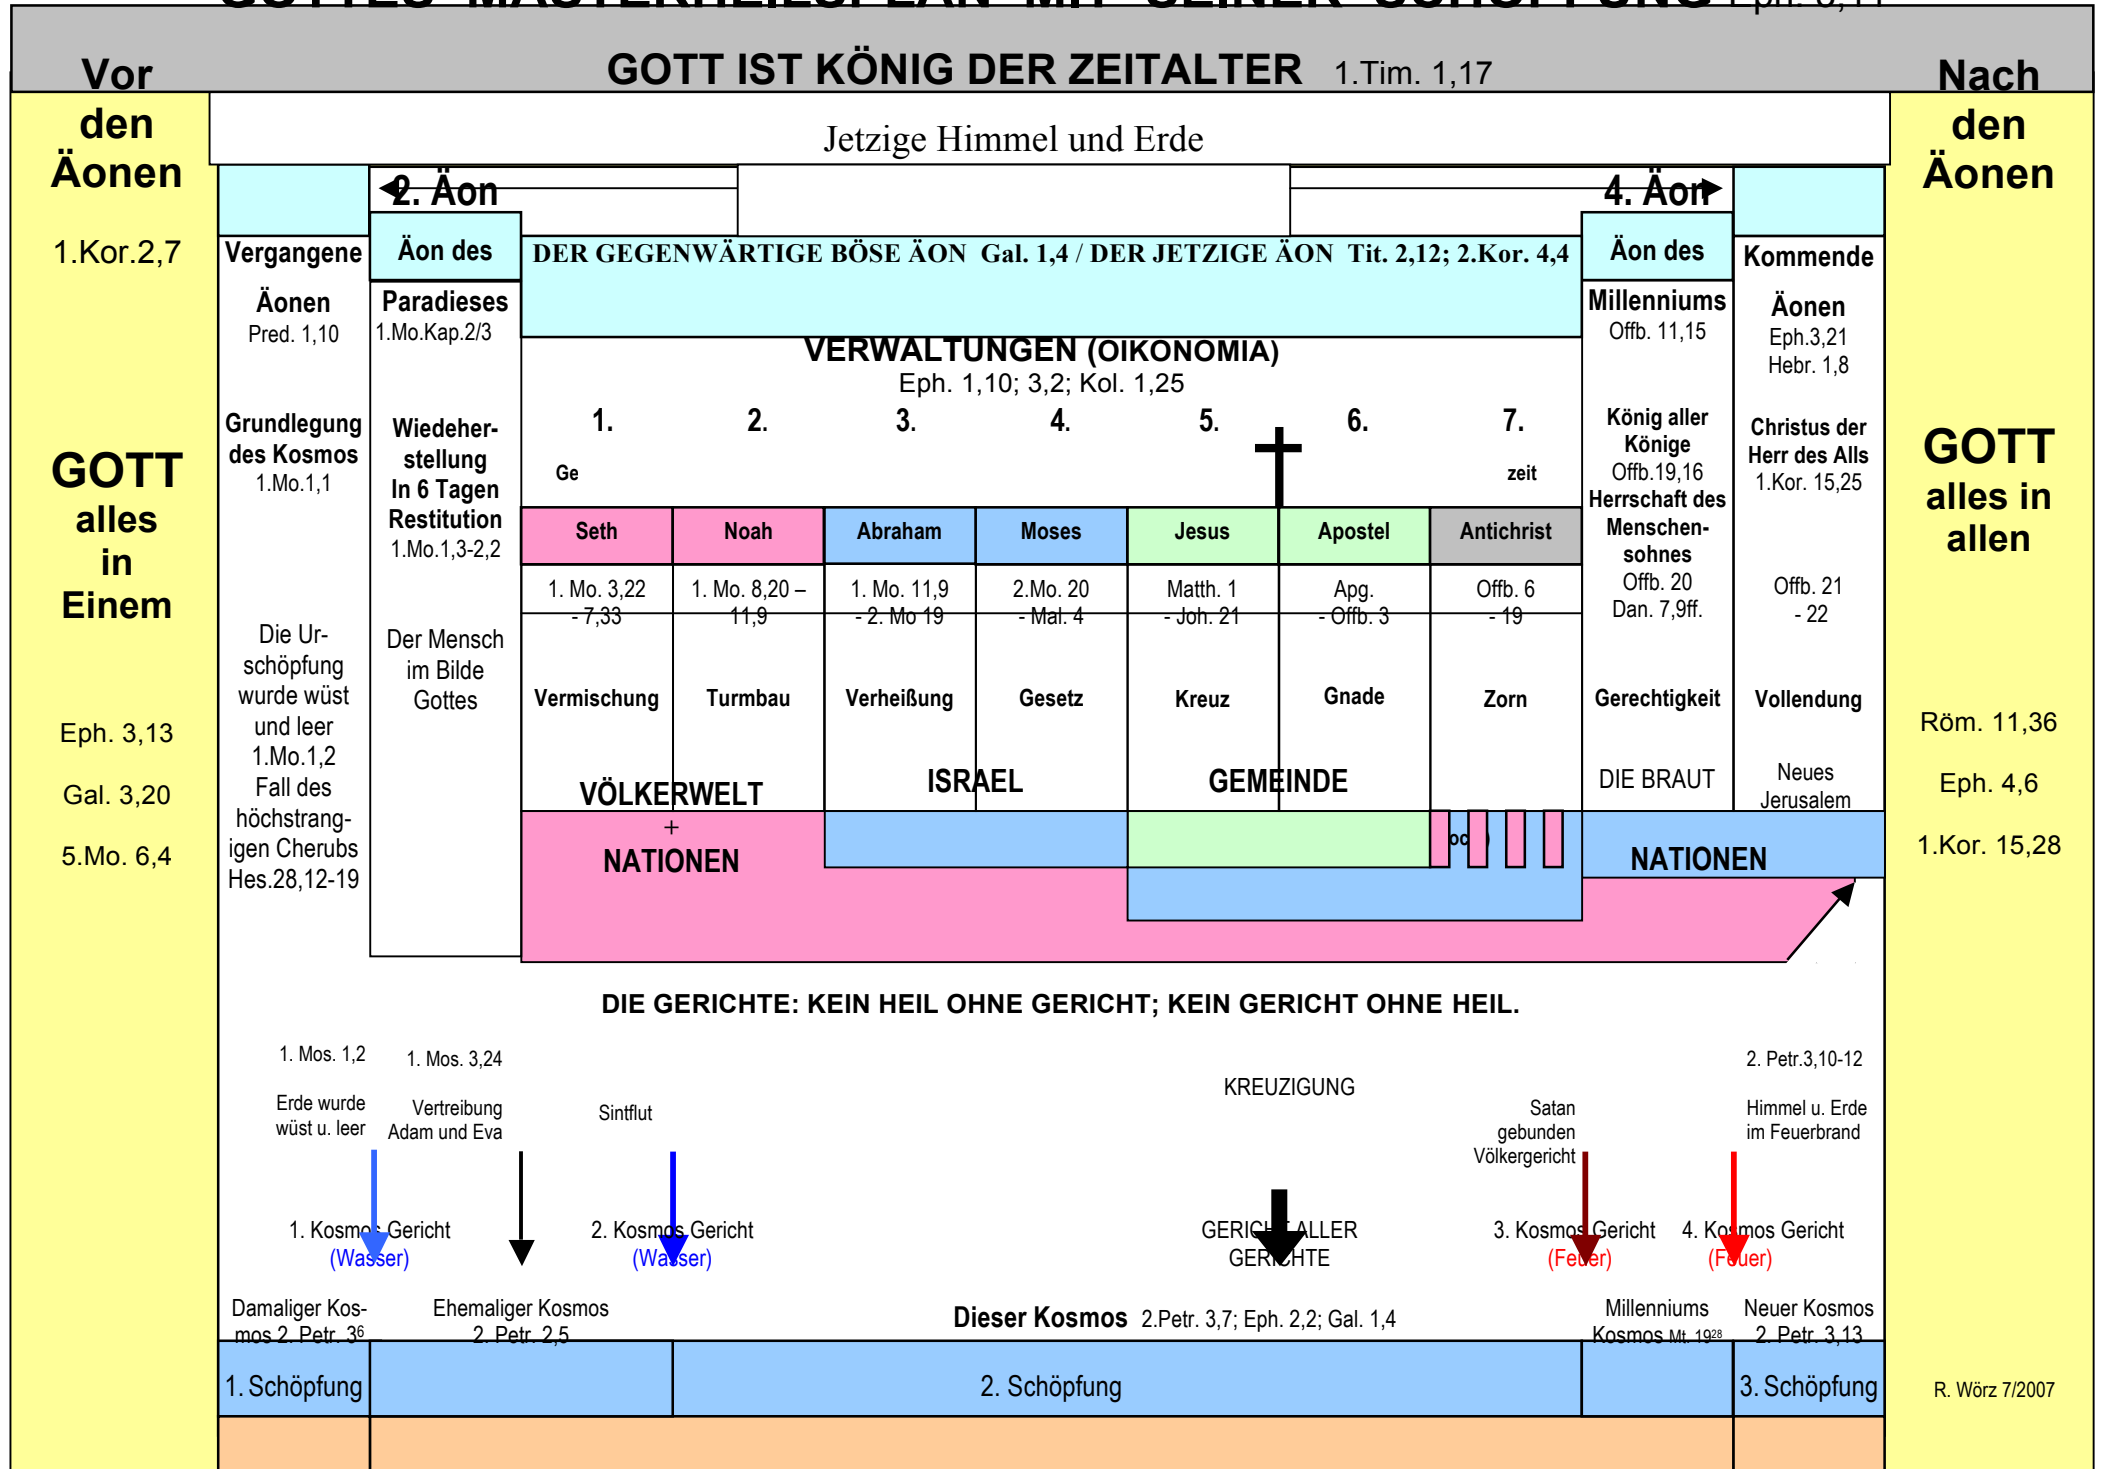 GOTTES MASTERHEILSPLAN MIT SEINER SCHÖPFUNG
GOTT IST KÖNIG DER ZEITALTER 1.Tim. 1,17
Vor
den
Äonen
1.Kor.2,7
GOTT
alles
in
Einem
Eph. 3,13
Gal. 3,20
5.Mo. 6,4
Jetzige Himmel und Erde
2. Äon
4. Äon
Vergangene
Äonen
Pred. 1,10
Grundlegung
des Kosmos
1.Mo.1,1
Die Ur-
schöpfung
wurde wüst
und leer
1.Mo.1,2
Fall des
höchstrang-
igen Cherubs
Hes.28,12-19
Äon des
Paradieses
1.Mo.Kap.2/3
Wiedeher-
stellung
In 6 Tagen
Restitution
1.Mo.1,3-2,2
Der Mensch
im Bilde
Gottes
DER GEGENWÄRTIGE BÖSE ÄON Gal. 1,4 / DER JETZIGE ÄON Tit. 2,12; 2.Kor. 4,4
VERWALTUNGEN (OIKONOMIA)
Eph. 1,10; 3,2; Kol. 1,25
1. 2. 3. 4. 5. 6. 7.
Ge zeit
Seth Noah Abraham Moses Jesus Apostel Antichrist
1. Mo. 3,22
- 7,33
1. Mo. 8,20 –
11,9
1. Mo. 11,9
- 2. Mo 19
2.Mo. 20
- Mal. 4
Matth. 1
- Joh. 21
Apg.
- Offb. 3
Offb. 6
- 19
Vermischung Turmbau Verheißung Gesetz Kreuz Gnade Zorn
VÖLKERWELT
+
NATIONEN
ISRAEL
GEMEINDE
Äon des
Millenniums
Offb. 11,15
König aller
Könige
Offb.19,16
Herrschaft des
Menschen-
sohnes
Offb. 20
Dan. 7,9ff.
Gerechtigkeit
DIE BRAUT
NATIONEN
Kommende
Äonen
Eph.3,21
Hebr. 1,8
Christus der
Herr des Alls
1.Kor. 15,25
Offb. 21
- 22
Vollendung
Neues
Jerusalem
Nach
den
Äonen
GOTT
alles in
allen
Röm. 11,36
Eph. 4,6
1.Kor. 15,28
DIE GERICHTE: KEIN HEIL OHNE GERICHT; KEIN GERICHT OHNE HEIL.
1. Mos. 1,2
Erde wurde
wüst u. leer
1. Kosmos Gericht
(Wasser)
1. Mos. 3,24
Vertreibung
Adam und Eva
Sintflut
2. Kosmos Gericht
(Wasser)
KREUZIGUNG
GERICHT ALLER
GERICHTE
Satan
gebunden
Völkergericht
3. Kosmos Gericht
(Feuer)
2. Petr.3,10-12
Himmel u. Erde
im Feuerbrand
4. Kosmos Gericht
(Feuer)
Damaliger Kos-
mos 2. Petr. 3⁶
Ehemaliger Kosmos
2. Petr. 2,5
Dieser Kosmos 2.Petr. 3,7; Eph. 2,2; Gal. 1,4
Millenniums
Kosmos Mt. 19²⁸
Neuer Kosmos
2. Petr. 3,13
1. Schöpfung
2. Schöpfung
3. Schöpfung
R. Wörz 7/2007